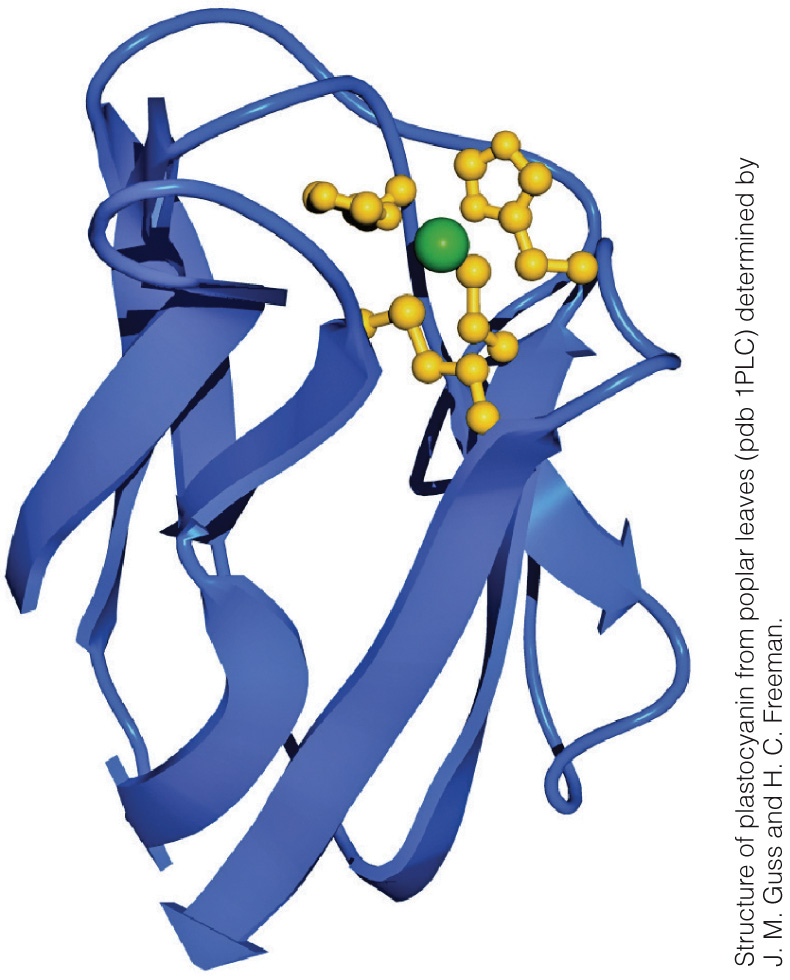 Structure of plastocyanin from poplar leaves (pdb 1PLC) determined by
J. M. Guss and H. C. Freeman.